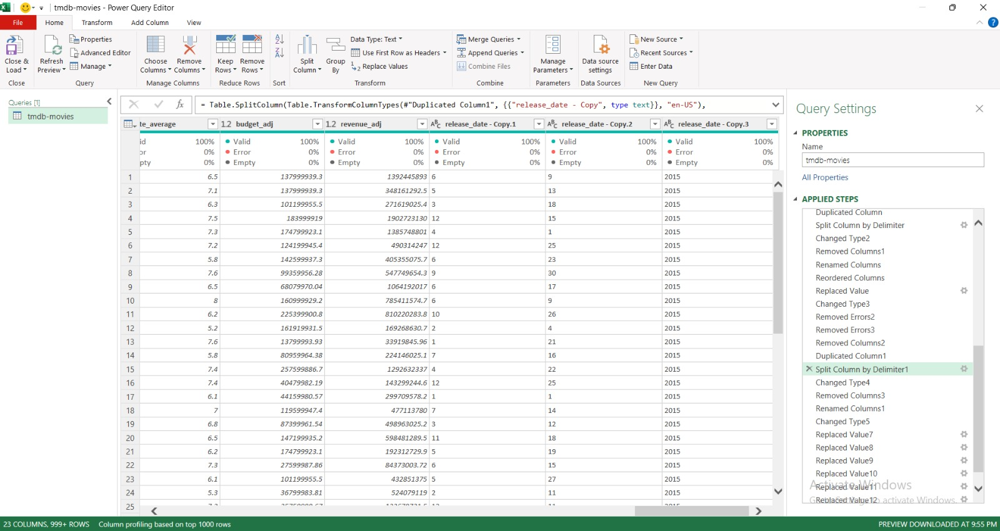 tmdb-movies - Power Query Editor
File Home Transform Add Column View
Close & Load
Close
Refresh Preview
Properties
Advanced Editor
Manage
Query
Choose Columns
Remove Columns
Manage Columns
Keep Rows
Remove Rows
Reduce Rows
Sort
Split Column
Group By
Data Type: Text
Use First Row as Headers
Replace Values
Transform
Merge Queries
Append Queries
Combine Files
Combine
Manage Parameters
Parameters
Data source settings
Data Sources
New Source
Recent Sources
Enter Data
New Query
Queries [1]
tmdb-movies
fx
= Table.SplitColumn(Table.TransformColumnTypes(#"Duplicated Column1", {{"release_date - Copy", type text}}, "en-US"),
te_average 1.2 budget_adj 1.2 revenue_adj ABC release_date - Copy.1 ABC release_date - Copy.2 ABC release_date - Copy.3
id 100% Valid 100% Valid 100% Valid 100% Valid 100% Valid 100%
or 0% Error 0% Error 0% Error 0% Error 0% Error 0%
pty 0% Empty 0% Empty 0% Empty 0% Empty 0% Empty 0%
1 6.5 137999939.3 1392445893 6 9 2015
2 7.1 137999939.3 348161292.5 5 13 2015
3 6.3 101199955.5 271619025.4 3 18 2015
4 7.5 183999919 1902723130 12 15 2015
5 7.3 174799923.1 1385748801 4 1 2015
6 7.2 124199945.4 490314247 12 25 2015
7 5.8 142599937.3 405355075.7 6 23 2015
8 7.6 99359956.28 547749654.3 9 30 2015
9 6.5 68079970.04 1064192017 6 17 2015
10 8 160999929.2 785411574.7 6 9 2015
11 6.2 225399900.8 810220283.8 10 26 2015
12 5.2 161919931.5 169268630.7 2 4 2015
13 7.6 13799993.93 33919845.96 1 21 2015
14 5.8 80959964.38 224146025.1 7 16 2015
15 7.4 257599886.7 1292632337 4 22 2015
16 7.4 40479982.19 143299244.6 12 25 2015
17 6.1 44159980.57 299709578.2 1 1 2015
18 7 119599947.4 477113780 7 14 2015
19 6.8 87399961.54 498963025.2 3 12 2015
20 6.5 147199935.2 598481289.5 11 18 2015
21 6.2 174799923.1 192312729.9 5 19 2015
22 7.3 27599987.86 84373003.72 6 15 2015
23 6.1 101199955.5 432851375 5 27 2015
24 5.3 36799983.81 524079119 2 11 2015
25
Query Settings
PROPERTIES
Name
tmdb-movies
All Properties
APPLIED STEPS
Duplicated Column
Split Column by Delimiter
Changed Type2
Removed Columns1
Renamed Columns
Reordered Columns
Replaced Value
Changed Type3
Removed Errors2
Removed Errors3
Removed Columns2
Duplicated Column1
Split Column by Delimiter1
Changed Type4
Removed Columns3
Renamed Columns1
Changed Type5
Replaced Value7
Replaced Value8
Replaced Value9
Replaced Value10
Replaced Value11
Replaced Value12
Activate Windows
activate Windows.
23 COLUMNS, 999+ ROWS Column profiling based on top 1000 rows
PREVIEW DOWNLOADED AT 9:55 PM